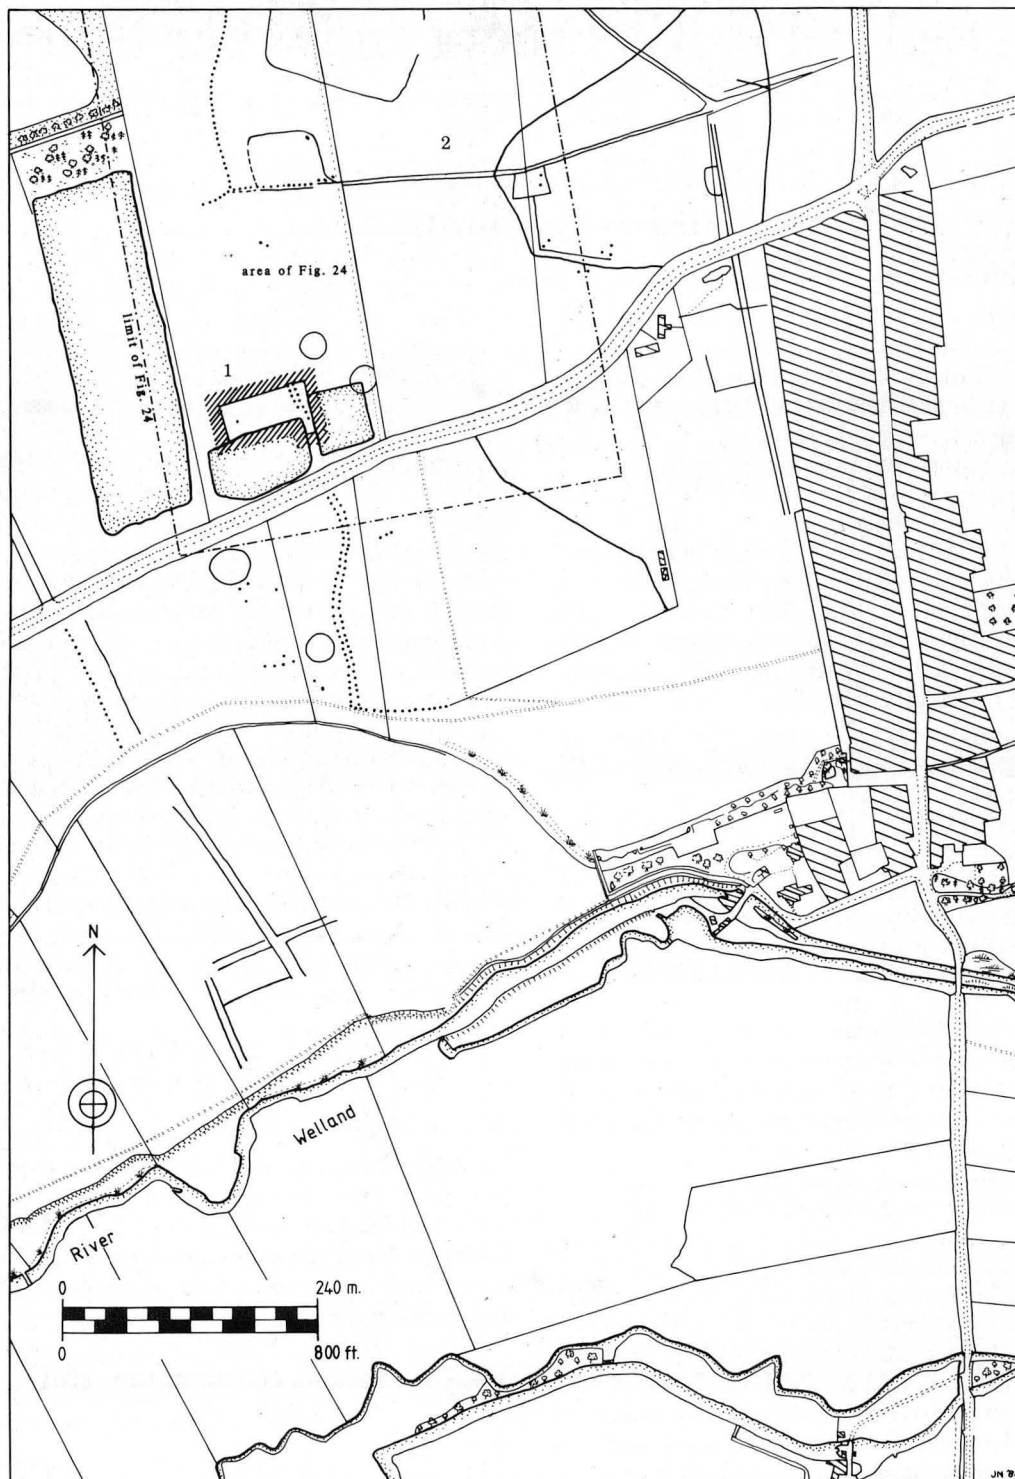 2
area of Fig. 24
limit of Fig. 24
1
N
Welland
River
0 240 m.
0 800 ft.